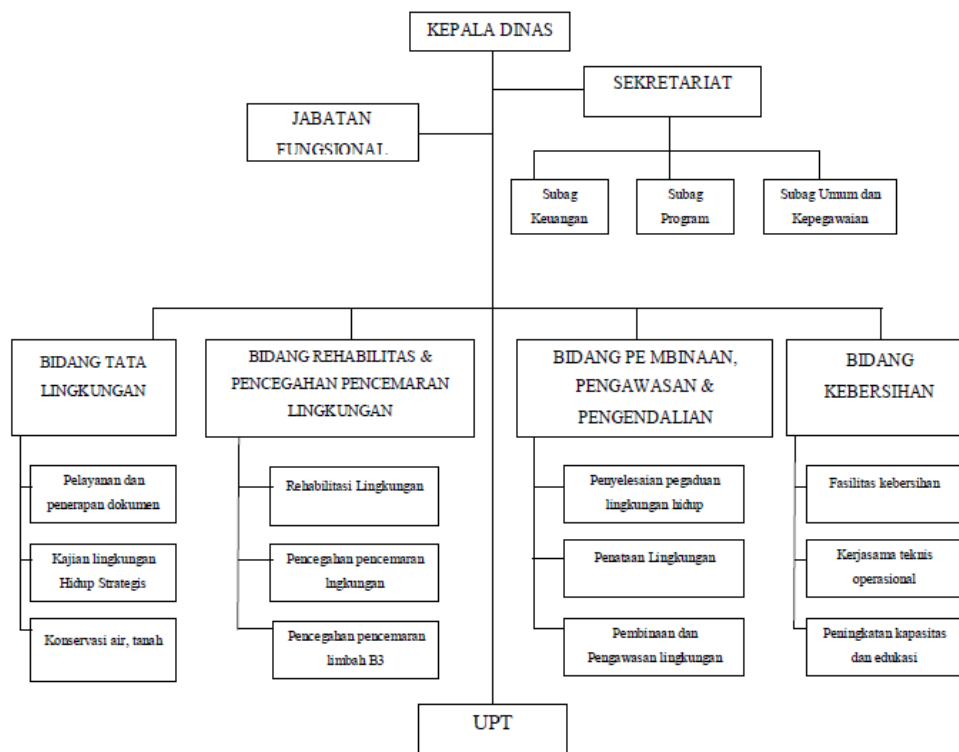 KEPALA DINAS
SEKRETARIAT
JABATAN
FUNGSIONAL
Subag
Keuangan
Subag
Program
Subag Umum dan
Kepegawaian
BIDANG TATA
LINGKUNGAN
BIDANG REHABILITAS &
PENCEGAHAN PENCEMARAN
LINGKUNGAN
BIDANG PE MBINAAN,
PENGAWASAN &
PENGENDALIAN
BIDANG
KEBERSIHAN
Pelayanan dan
penerapan dokumen
Kajian lingkungan
Hidup Strategis
Konservasi air, tanah
Rehabilitasi Lingkungan
Pencegahan pencemaran
lngkungan
Pencegahan pencemaran
limbah B3
Penyelesaian pegaduan
lingkungan hidup
Penataan Lingkungan
Pembinaan dan
Pengawasan lingkungan
Fasilitas kebersihan
Kerjasama teknis
operasional
Peningkatan kapasitas
dan edukasi
UPT